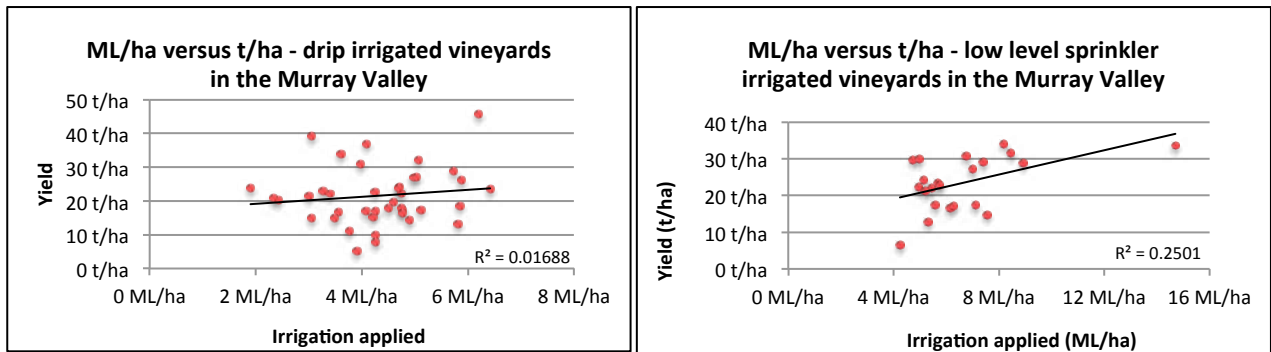 ML/ha versus t/ha - drip irrigated vineyards
in the Murray Valley
50 t/ha
40 t/ha
30 t/ha
20 t/ha
10 t/ha
0 t/ha
Yield
R² = 0.01688
0 ML/ha 2 ML/ha 4 ML/ha 6 ML/ha 8 ML/ha
Irrigation applied
ML/ha versus t/ha - low level sprinkler
irrigated vineyards in the Murray Valley
40 t/ha
30 t/ha
20 t/ha
10 t/ha
0 t/ha
Yield (t/ha)
R² = 0.2501
0 ML/ha 4 ML/ha 8 ML/ha 12 ML/ha 16 ML/ha
Irrigation applied (ML/ha)